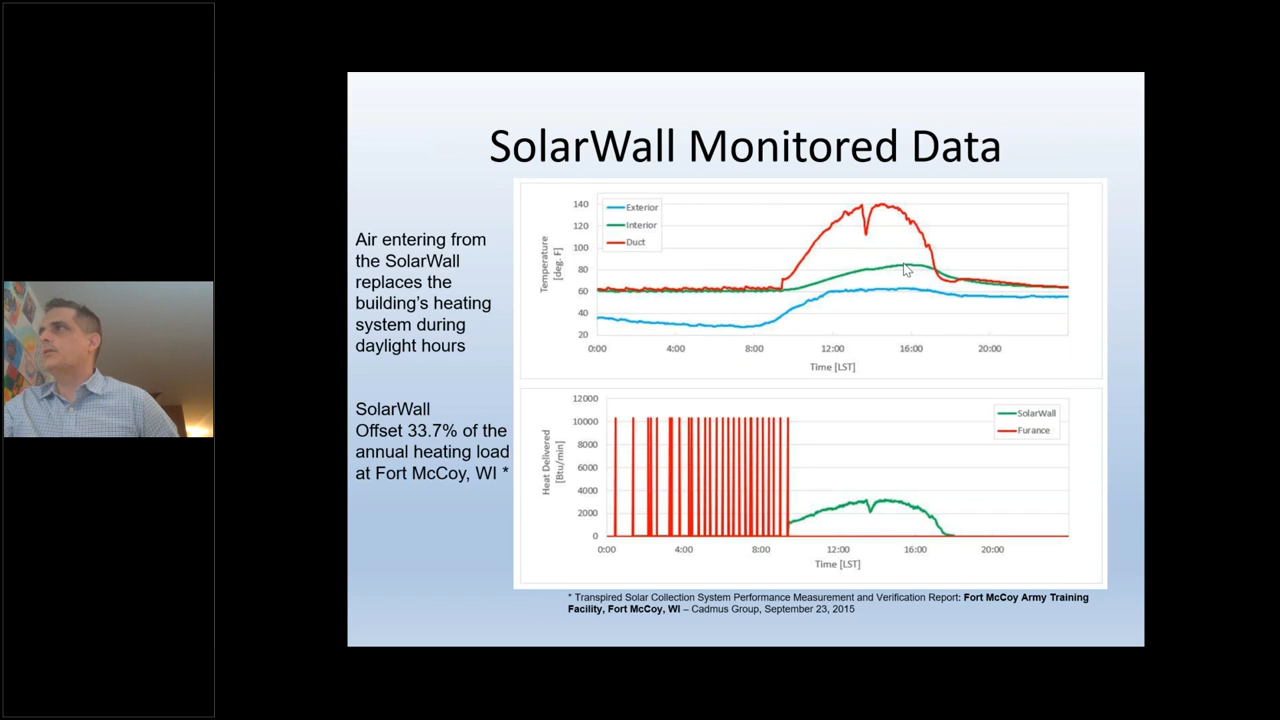 SolarWall Monitored Data
Air entering from
the SolarWall
replaces the
building's heating
system during
daylight hours
SolarWall
Offset 33.7% of the
annual heating load
at Fort McCoy, WI *
Temperature
[deg. F]
140
120
100
80
60
40
20
Exterior
Interior
Duct
0:00 4:00 8:00 12:00 16:00 20:00
Time [LST]
Heat Delivered
[Btu/min]
12000
10000
8000
6000
4000
2000
0
SolarWall
Furance
0:00 4:00 8:00 12:00 16:00 20:00
Time [LST]
* Transpired Solar Collection System Performance Measurement and Verification Report: Fort McCoy Army Training
Facility, Fort McCoy, WI – Cadmus Group, September 23, 2015